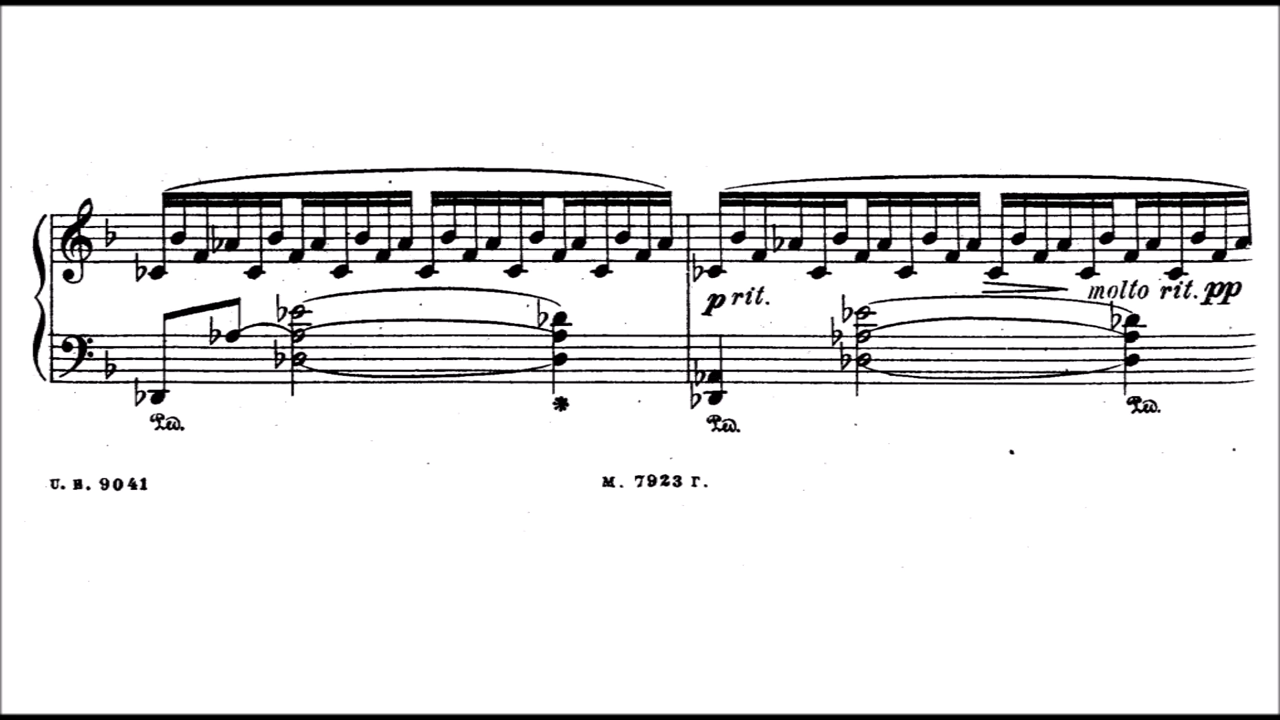 p rit. molto rit. pp
Ped. Ped. Ped.
U. E. 9041 М. 7923 Г.